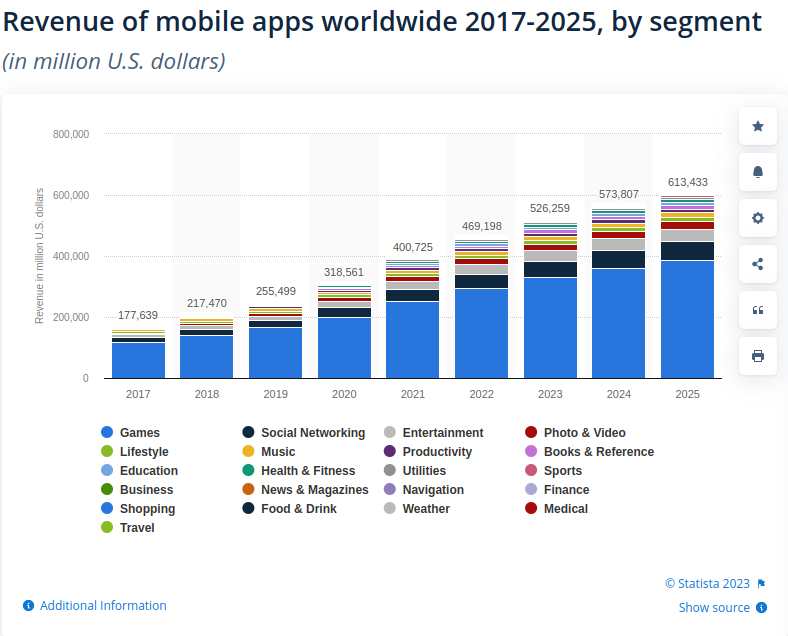 Revenue of mobile apps worldwide 2017-2025, by segment
(in million U.S. dollars)
Revenue in million U.S. dollars
800,000
600,000
400,000
200,000
0
177,639
217,470
255,499
318,561
400,725
469,198
526,259
573,807
613,433
2017 2018 2019 2020 2021 2022 2023 2024 2025
Games Social Networking Entertainment Photo & Video
Lifestyle Music Productivity Books & Reference
Education Health & Fitness Utilities Sports
Business News & Magazines Navigation Finance
Shopping Food & Drink Weather Medical
Travel
© Statista 2023
Additional Information Show source